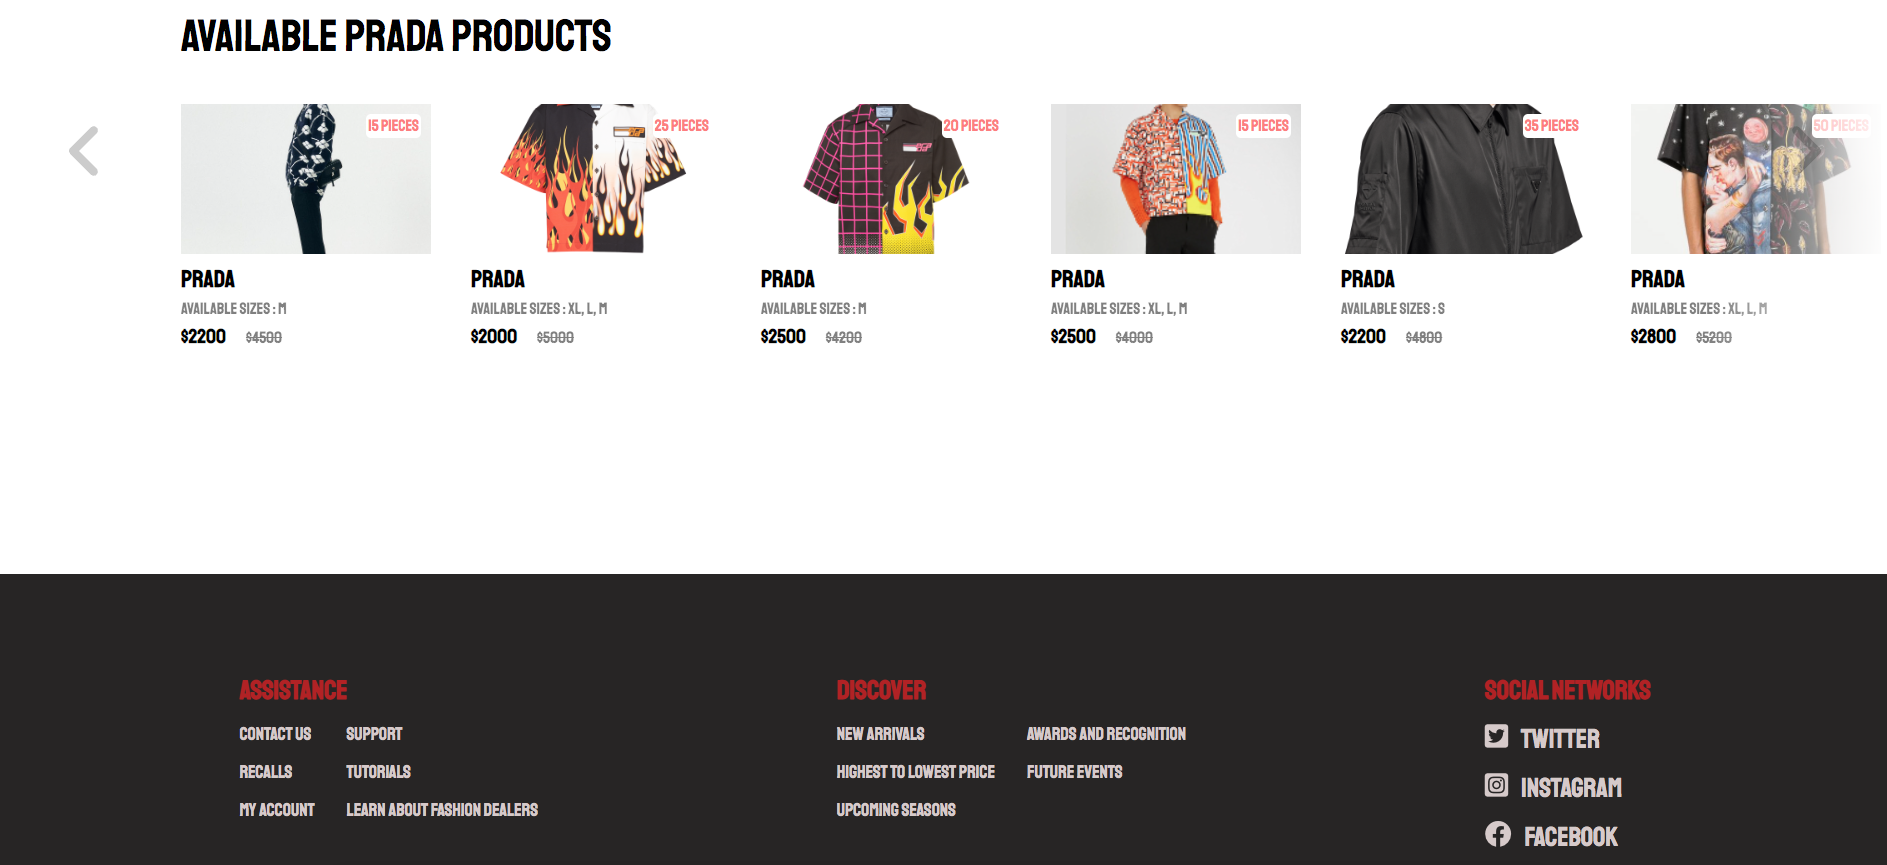 AVAILABLE PRADA PRODUCTS
15 PIECES
25 PIECES
20 PIECES
15 PIECES
35 PIECES
50 PIECES
PRADA
AVAILABLE SIZES : M
$2200 $4500
PRADA
AVAILABLE SIZES : XL, L, M
$2000 $5000
PRADA
AVAILABLE SIZES : M
$2500 $4200
PRADA
AVAILABLE SIZES : XL, L, M
$2500 $4000
PRADA
AVAILABLE SIZES : S
$2200 $4800
PRADA
AVAILABLE SIZES : XL, L, M
$2800 $5200
ASSISTANCE
CONTACT US SUPPORT
RECALLS TUTORIALS
MY ACCOUNT LEARN ABOUT FASHION DEALERS
DISCOVER
NEW ARRIVALS AWARDS AND RECOGNITION
HIGHEST TO LOWEST PRICE FUTURE EVENTS
UPCOMING SEASONS
SOCIAL NETWORKS
TWITTER
INSTAGRAM
FACEBOOK